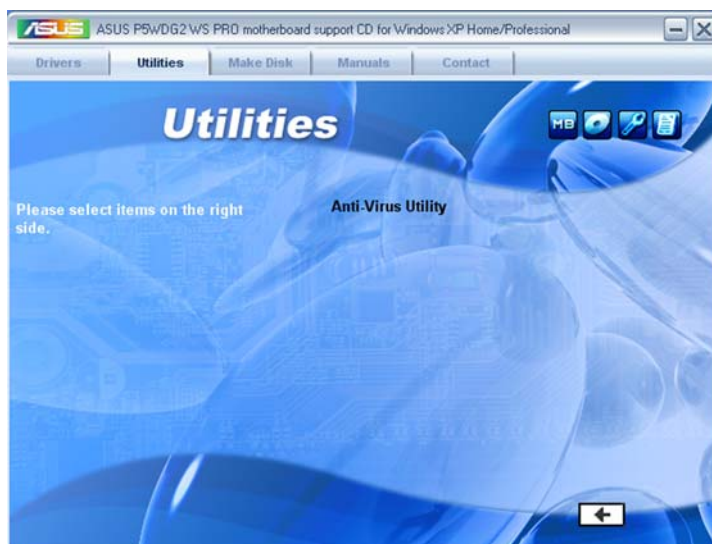 ASUS ASUS P5WDG2 WS PRO motherboard support CD for Windows XP Home/Professional
Drivers Utilities Make Disk Manuals Contact
Utilities
MB
Please select items on the right
side.
Anti-Virus Utility